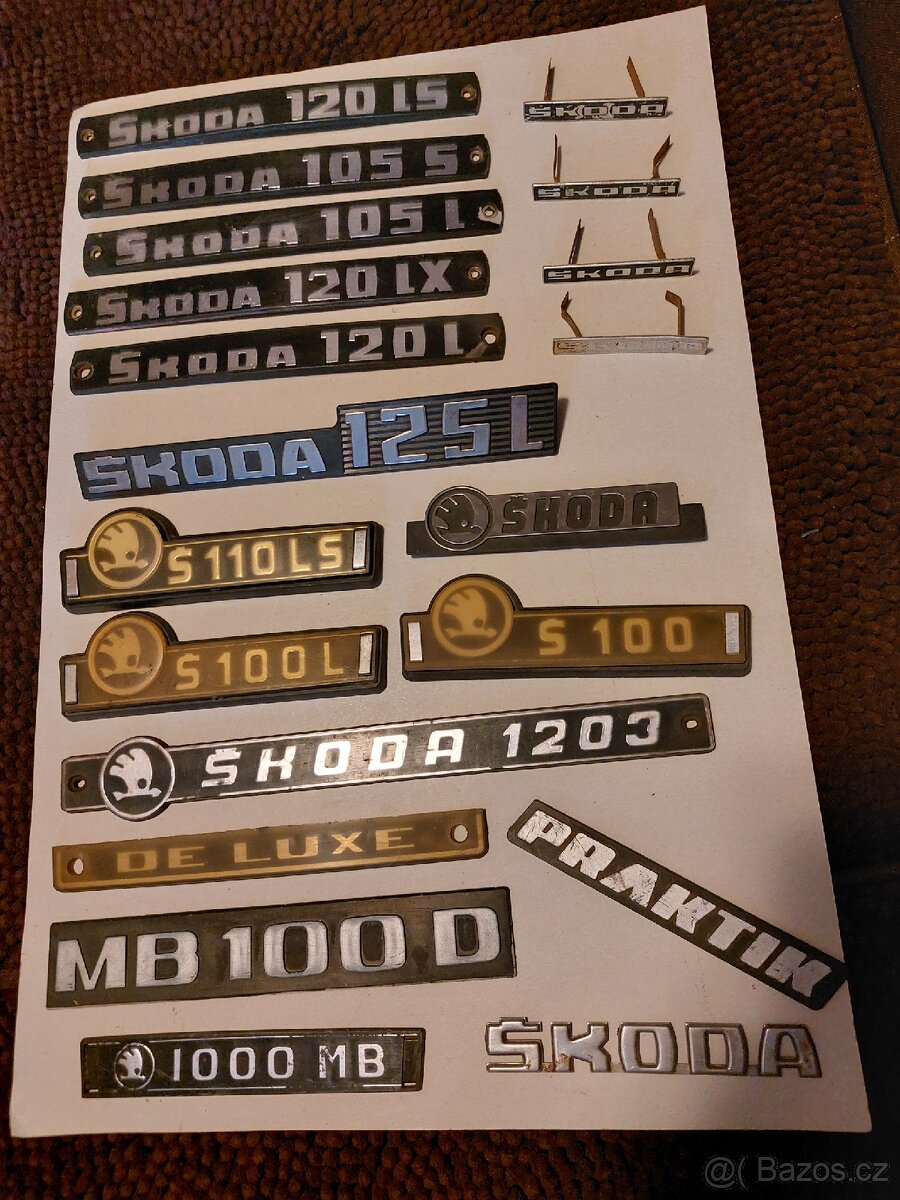 ŠKODA 120 LS
ŠKODA
ŠKODA 105 S
ŠKODA
ŠKODA 105 L
ŠKODA
ŠKODA 120 LX
ŠKODA 120 L
ŠKODA 125 L
ŠKODA
S 110 LS
S 100
S 100 L
ŠKODA 1203
DE LUXE
PRAKTIK
MB 100 D
1000 MB
ŠKODA
@( Bazos.cz